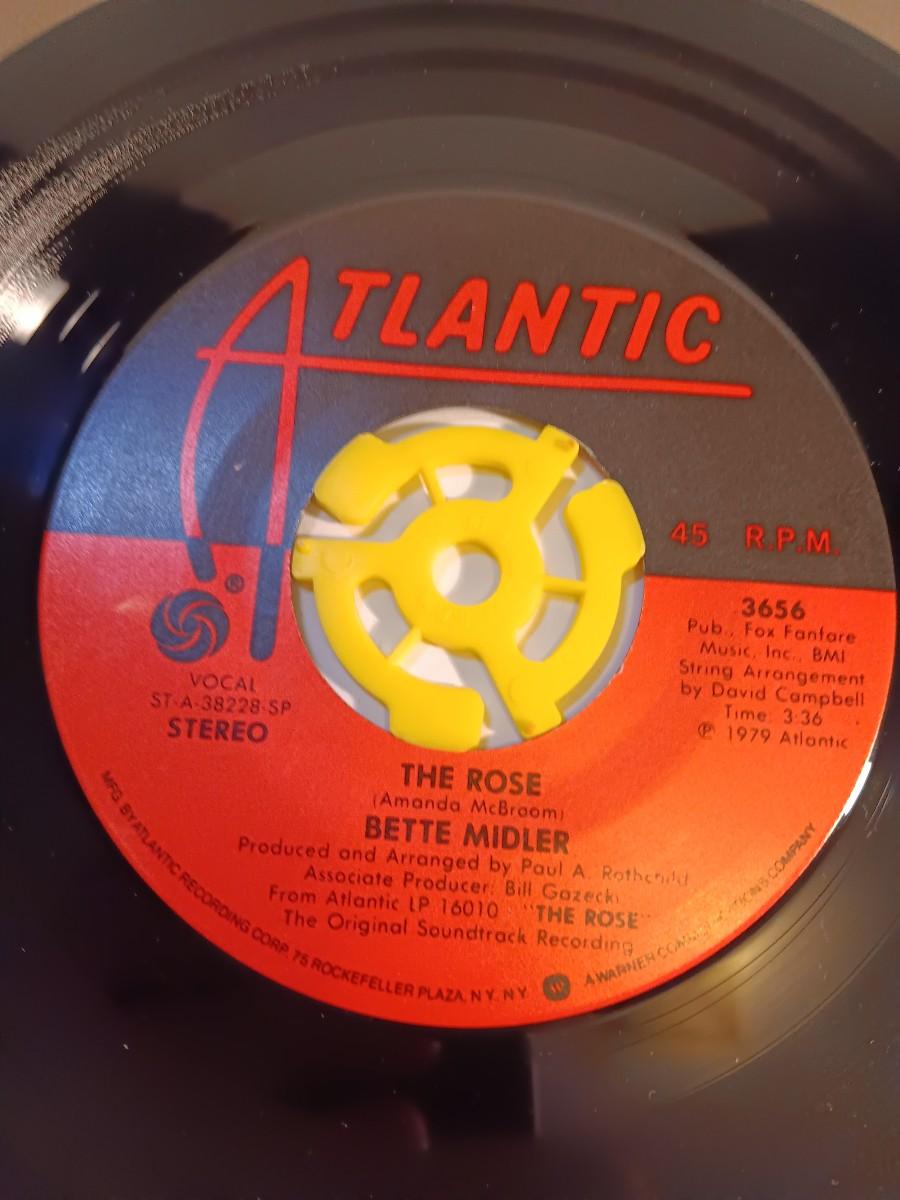 ATLANTIC
45 R.P.M.
®
VOCAL
ST-A-38228-SP
STEREO
3656
Pub., Fox Fanfare
Music, Inc., BMI
String Arrangement
by David Campbell
Time: 3:36
℗ 1979 Atlantic
THE ROSE
(Amanda McBroom)
BETTE MIDLER
Produced and Arranged by Paul A. Rothchild
Associate Producer: Bill Gazecki
From Atlantic LP 16010 "THE ROSE"
The Original Soundtrack Recording
MFG. BY ATLANTIC RECORDING CORP. 75 ROCKEFELLER PLAZA, N.Y. N.Y. A WARNER COMMUNICATIONS COMPANY